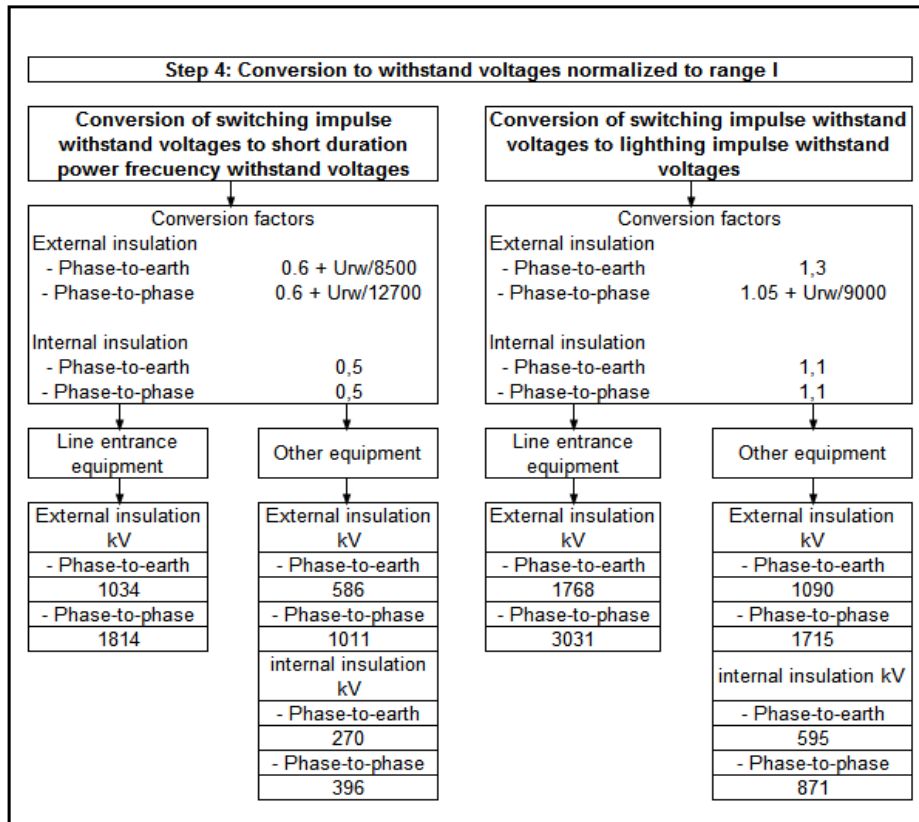 Step 4: Conversion to withstand voltages normalized to range I
Conversion of switching impulse
withstand voltages to short duration
power frecuency withstand voltages
Conversion factors
External insulation
- Phase-to-earth 0.6 + Urw/8500
- Phase-to-phase 0.6 + Urw/12700
Internal insulation
- Phase-to-earth 0,5
- Phase-to-phase 0,5
Line entrance
equipment
External insulation
kV
- Phase-to-earth
1034
- Phase-to-phase
1814
Other equipment
External insulation
kV
- Phase-to-earth
586
- Phase-to-phase
1011
internal insulation
kV
- Phase-to-earth
270
- Phase-to-phase
396
Conversion of switching impulse withstand
voltages to lighthing impulse withstand
voltages
Conversion factors
External insulation
- Phase-to-earth 1,3
- Phase-to-phase 1.05 + Urw/9000
Internal insulation
- Phase-to-earth 1,1
- Phase-to-phase 1,1
Line entrance
equipment
External insulation
kV
- Phase-to-earth
1768
- Phase-to-phase
3031
Other equipment
External insulation
kV
- Phase-to-earth
1090
- Phase-to-phase
1715
internal insulation kV
- Phase-to-earth
595
- Phase-to-phase
871